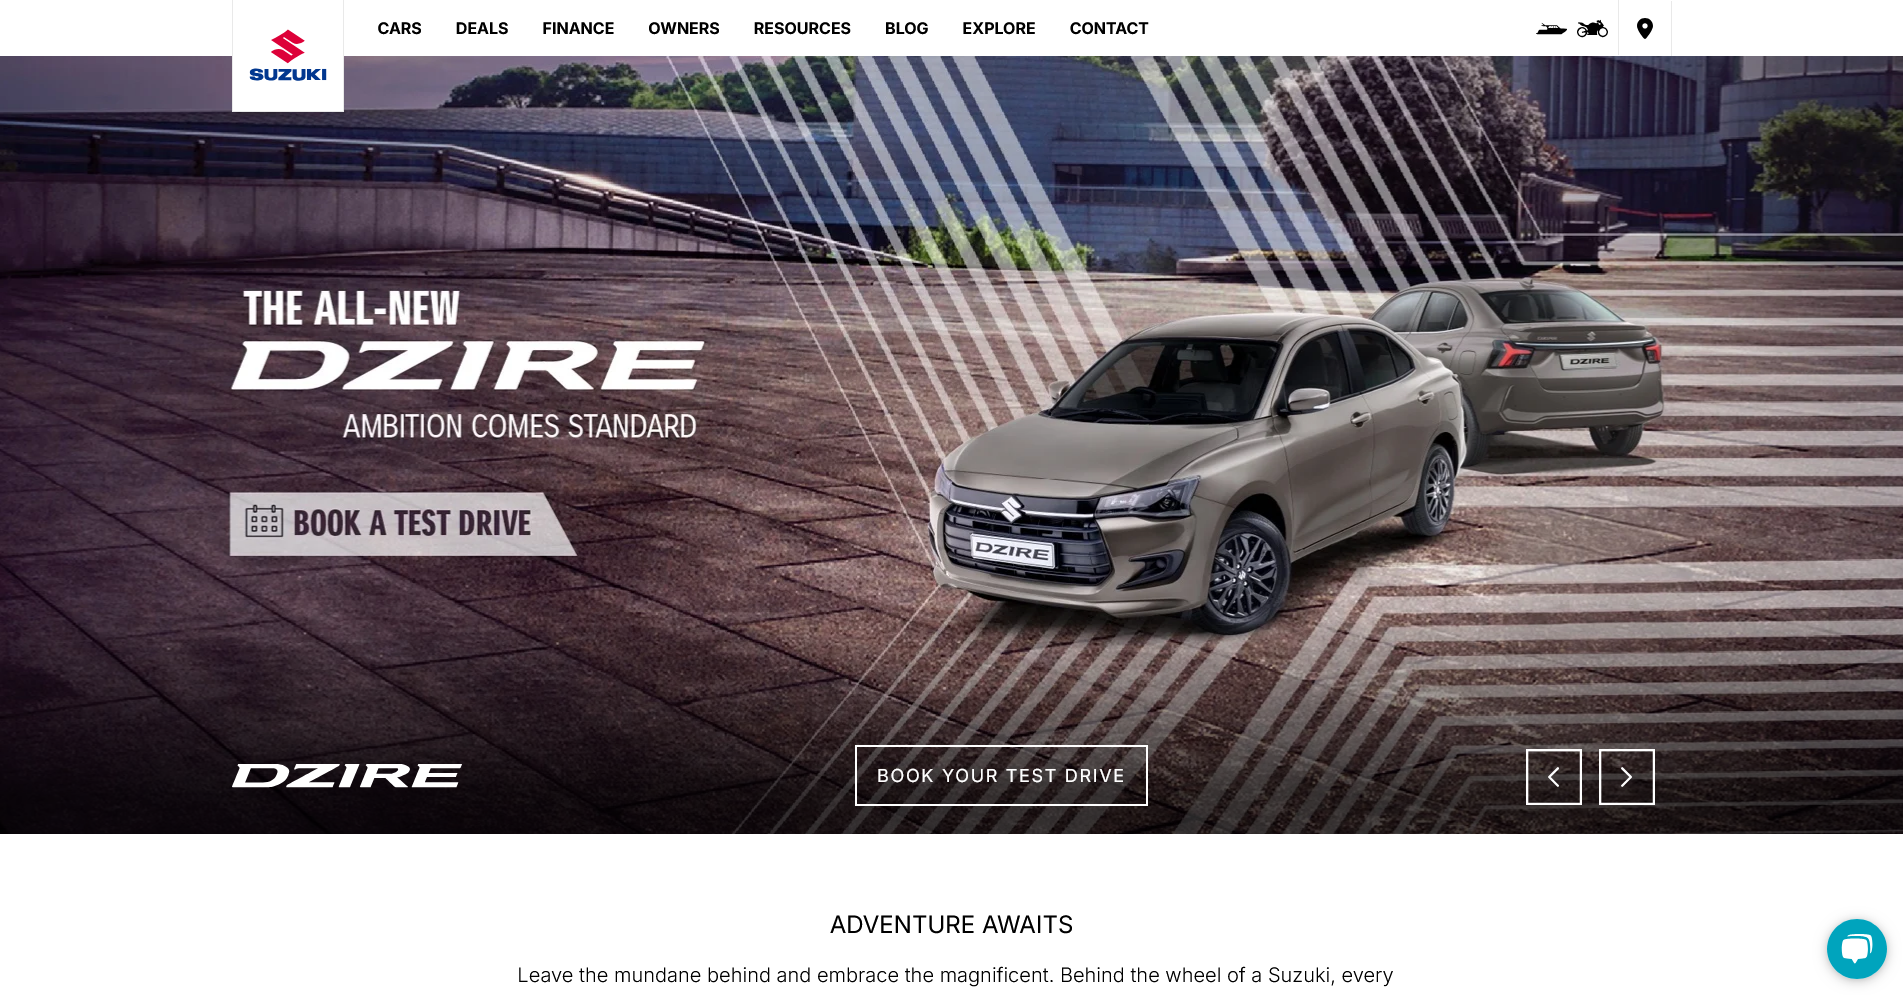 SUZUKI
CARS DEALS FINANCE OWNERS RESOURCES BLOG EXPLORE CONTACT
THE ALL-NEW
DZIRE
AMBITION COMES STANDARD
BOOK A TEST DRIVE
DZIRE
DZIRE
DZIRE
BOOK YOUR TEST DRIVE
ADVENTURE AWAITS
Leave the mundane behind and embrace the magnificent. Behind the wheel of a Suzuki, every